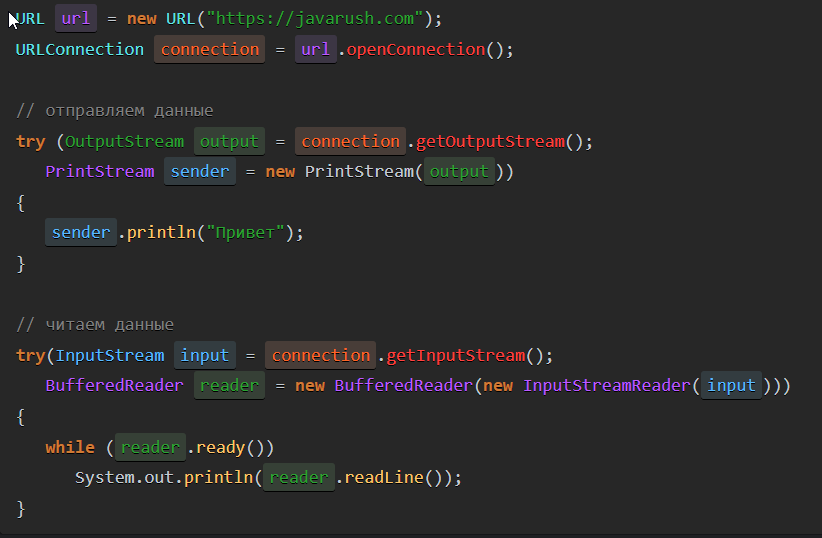 URL url = new URL("https://javarush.com");
URLConnection connection = url.openConnection();
// отправляем данные
try (OutputStream output = connection.getOutputStream();
PrintStream sender = new PrintStream(output))
{
sender.println("Привет");
}
// читаем данные
try(InputStream input = connection.getInputStream();
BufferedReader reader = new BufferedReader(new InputStreamReader(input)))
{
while (reader.ready())
System.out.println(reader.readLine());
}